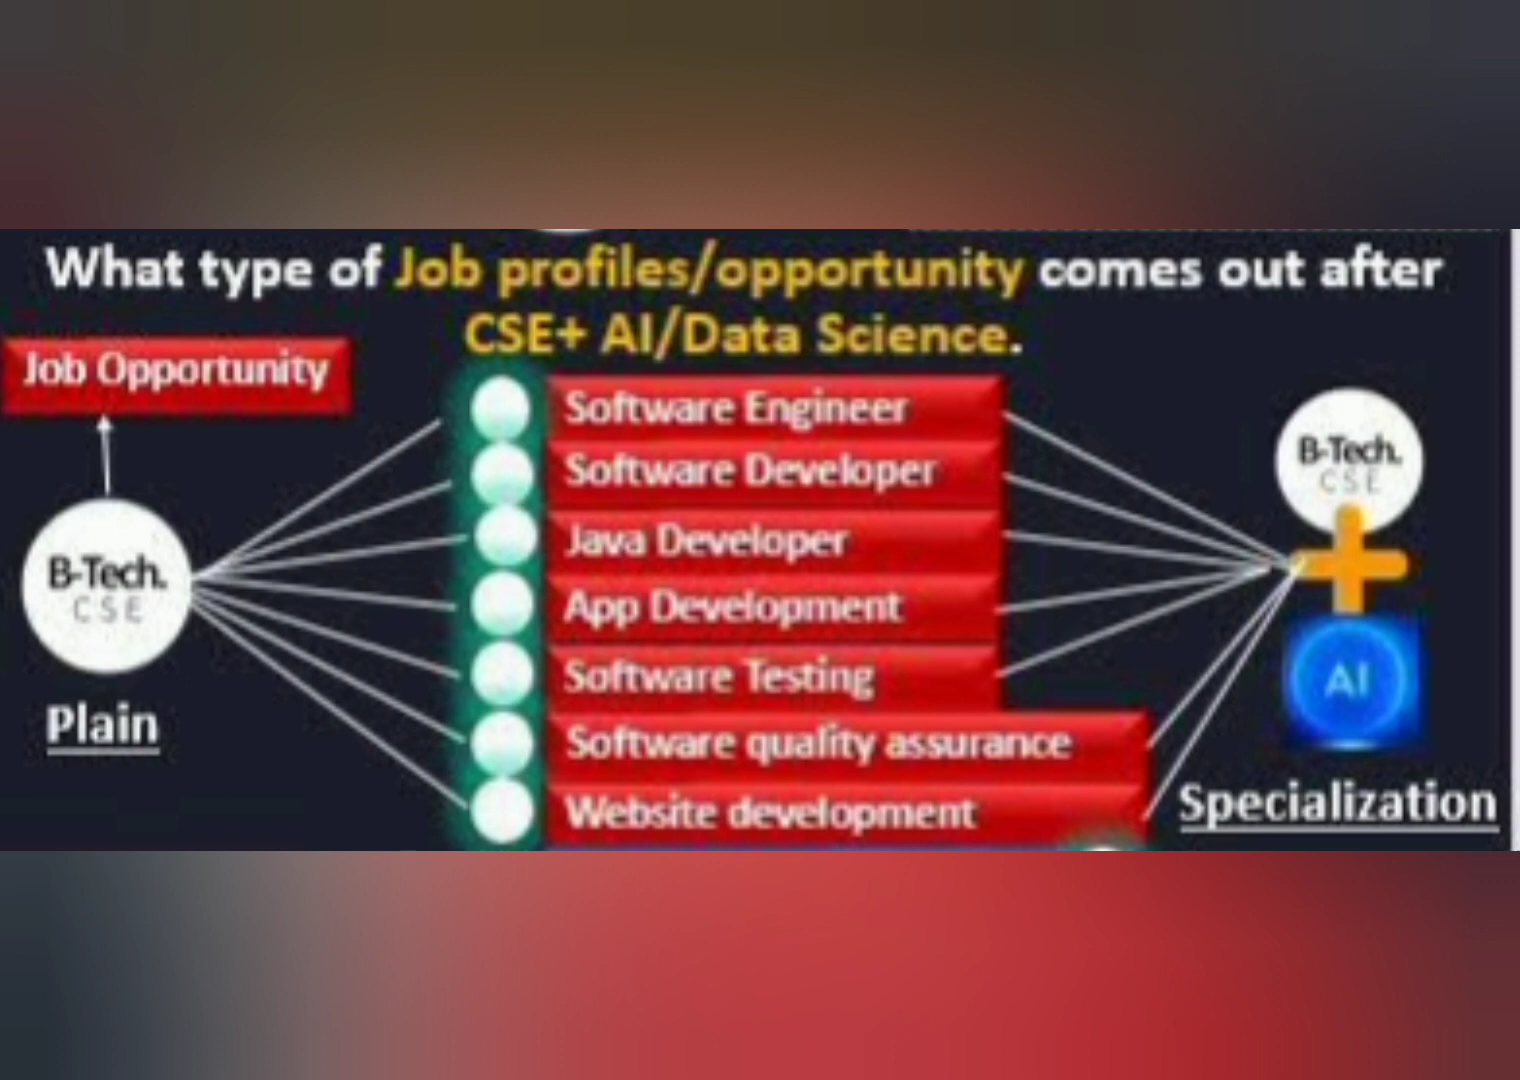 What type of Job profiles/opportunity comes out after
CSE+ AI/Data Science.
Job Opportunity
B-Tech.
CSE
Plain
Software Engineer
Software Developer
Java Developer
App Development
Software Testing
Software quality assurance
Website development
B-Tech.
CSE
AI
Specialization